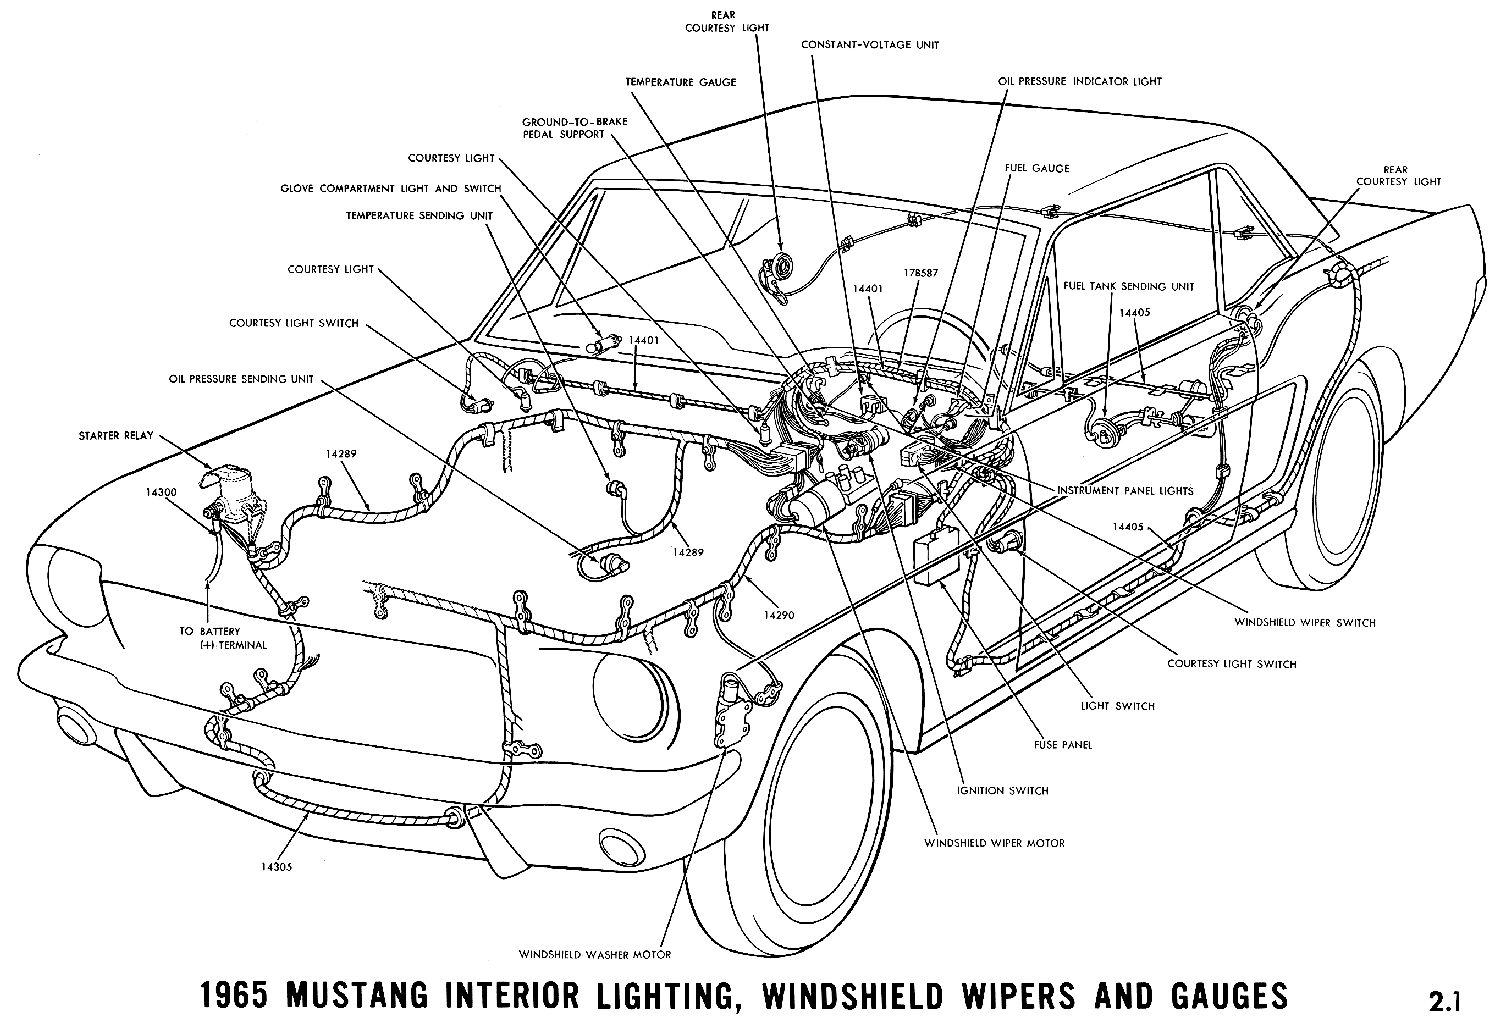 REAR
COURTESY LIGHT
CONSTANT-VOLTAGE UNIT
TEMPERATURE GAUGE
OIL PRESSURE INDICATOR LIGHT
GROUND-TO-BRAKE
PEDAL SUPPORT
COURTESY LIGHT
FUEL GAUGE
REAR
COURTESY LIGHT
GLOVE COMPARTMENT LIGHT AND SWITCH
TEMPERATURE SENDING UNIT
COURTESY LIGHT
17B587
14401
FUEL TANK SENDING UNIT
14405
COURTESY LIGHT SWITCH
14401
OIL PRESSURE SENDING UNIT
STARTER RELAY
14289
14300
INSTRUMENT PANEL LIGHTS
14405
14289
14290
TO BATTERY
(+) TERMINAL
WINDSHIELD WIPER SWITCH
COURTESY LIGHT SWITCH
LIGHT SWITCH
FUSE PANEL
IGNITION SWITCH
WINDSHIELD WIPER MOTOR
14305
WINDSHIELD WASHER MOTOR
1965 MUSTANG INTERIOR LIGHTING, WINDSHIELD WIPERS AND GAUGES
2.1